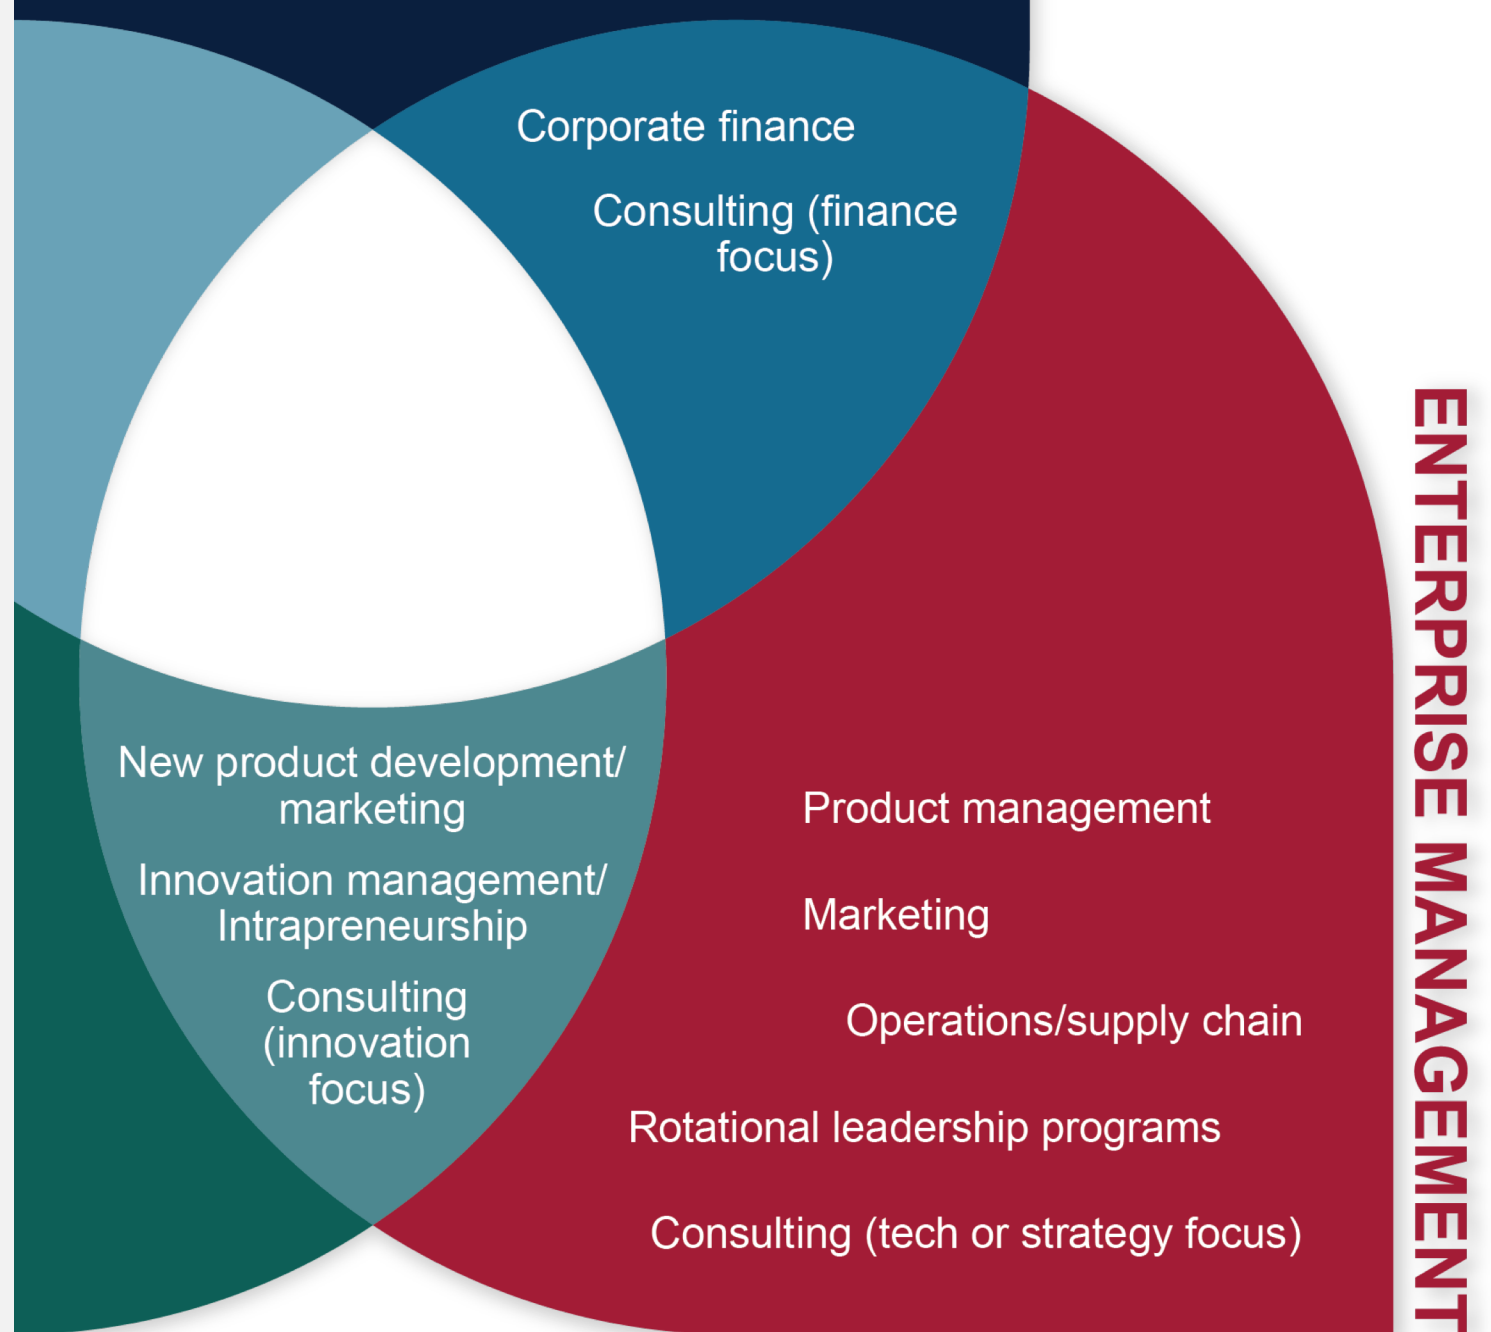 Corporate finance
Consulting (finance
focus)
New product development/
marketing
Innovation management/
Intrapreneurship
Consulting
(innovation
focus)
Product management
Marketing
Operations/supply chain
Rotational leadership programs
Consulting (tech or strategy focus)
ENTERPRISE MANAGEMENT